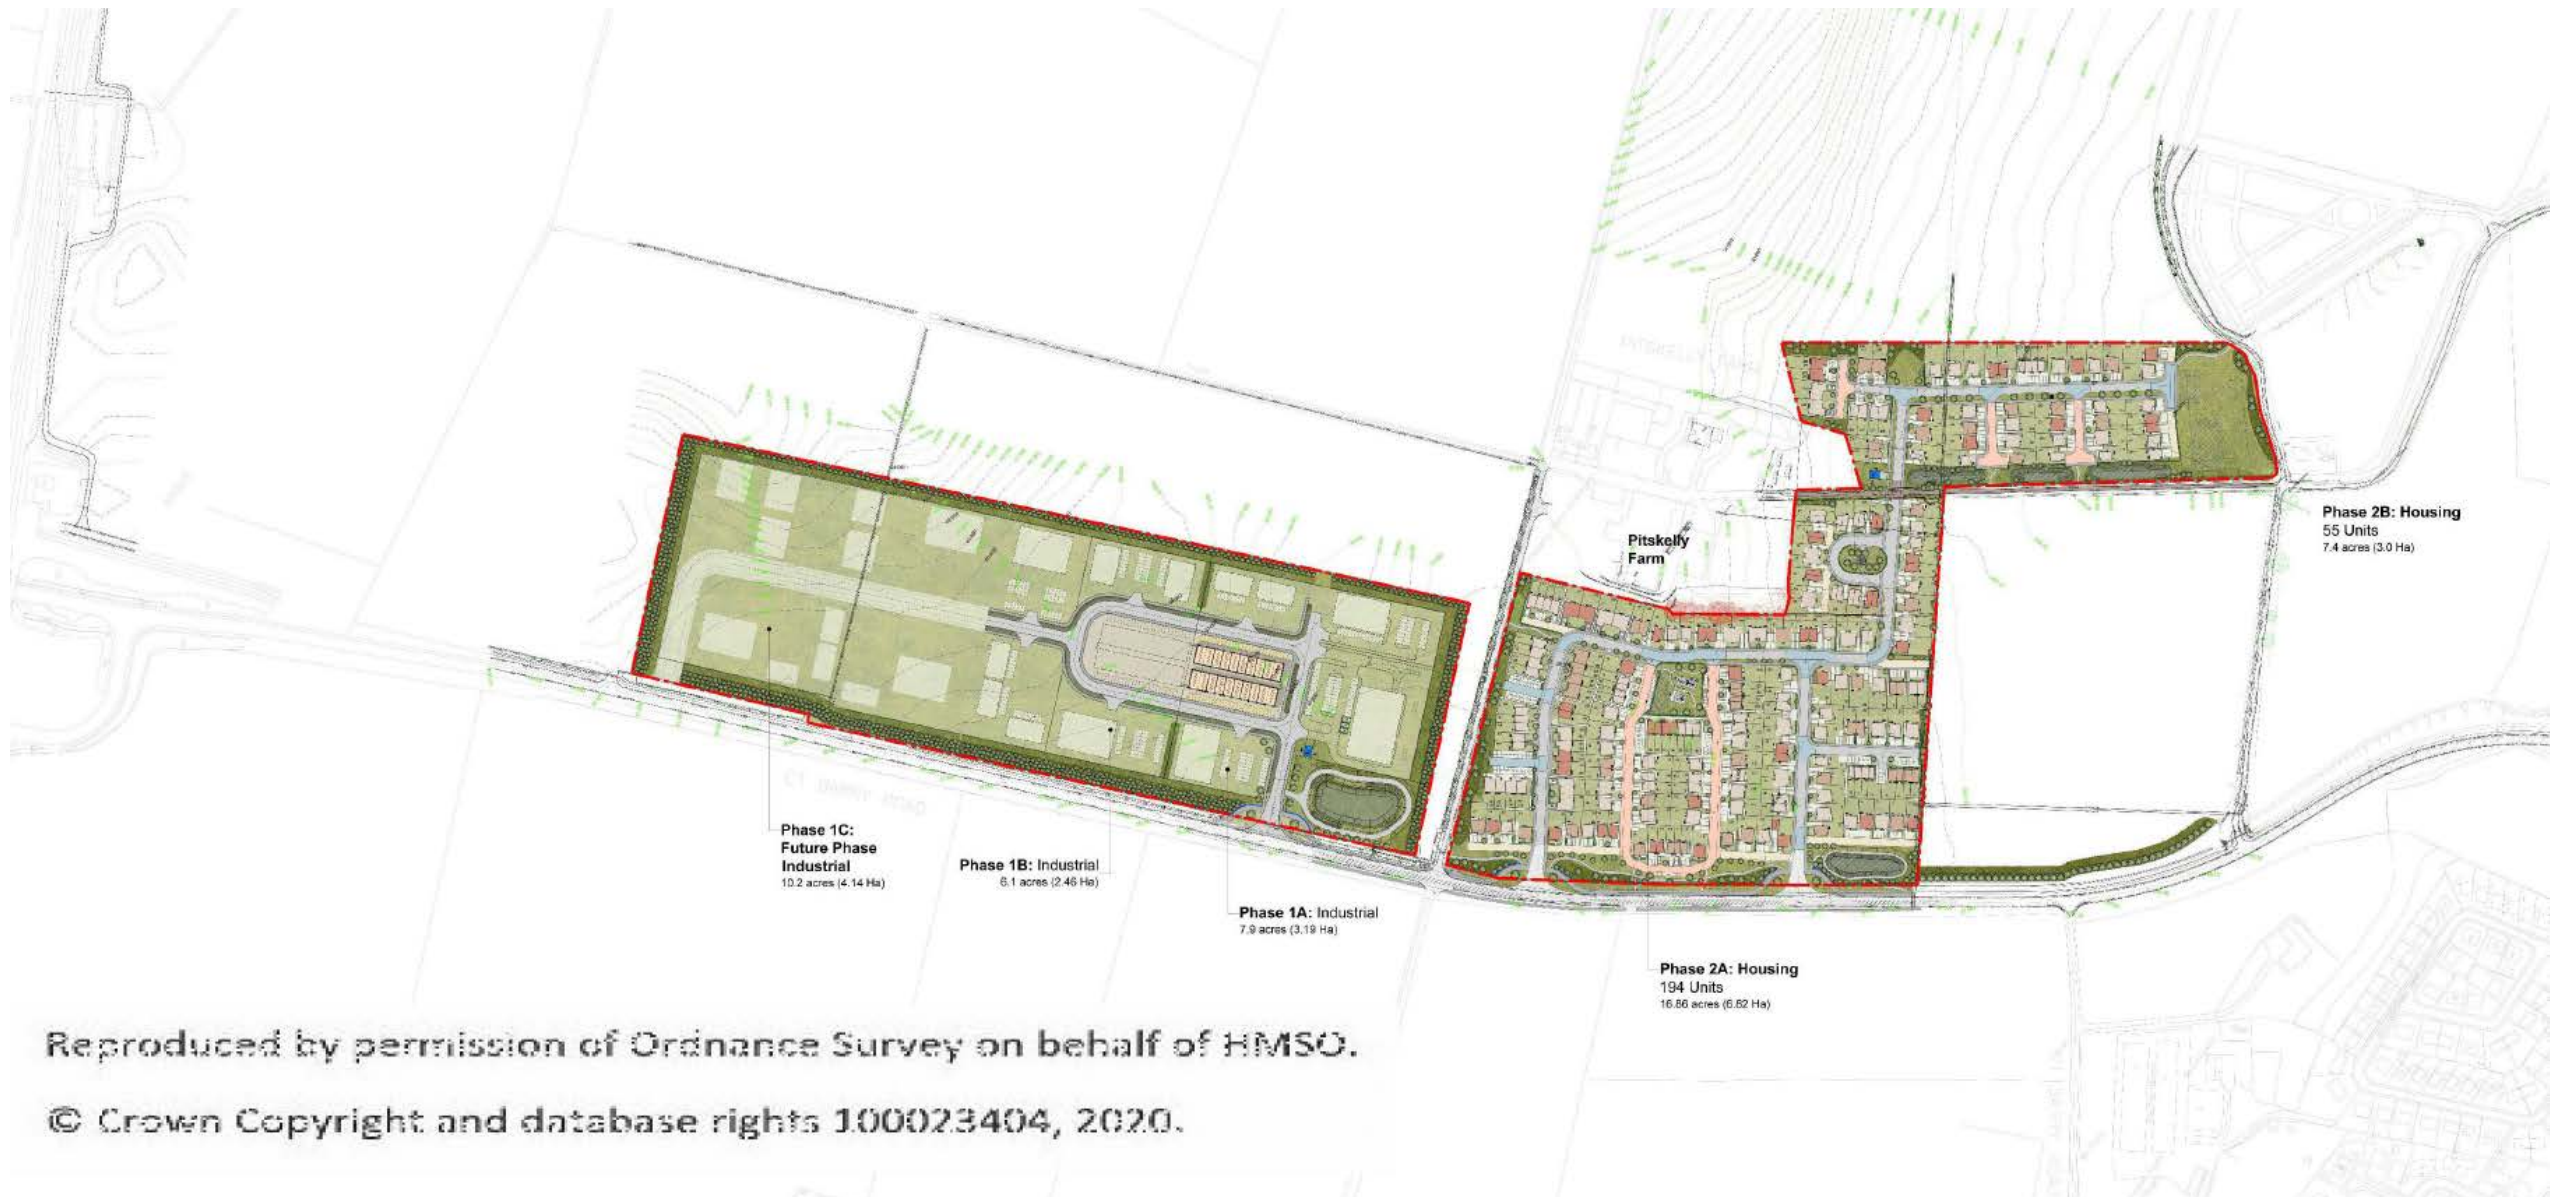 Pitskelly
Farm
Phase 2B: Housing
55 Units
7.4 acres (3.0 Ha)
Phase 1C:
Future Phase
Industrial
10.2 acres (4.14 Ha)
Phase 1B: Industrial
6.1 acres (2.46 Ha)
Phase 1A: Industrial
7.9 acres (3.19 Ha)
Phase 2A: Housing
194 Units
16.86 acres (6.82 Ha)
Reproduced by permission of Ordnance Survey on behalf of HMSO.
© Crown Copyright and database rights 100023404, 2020.